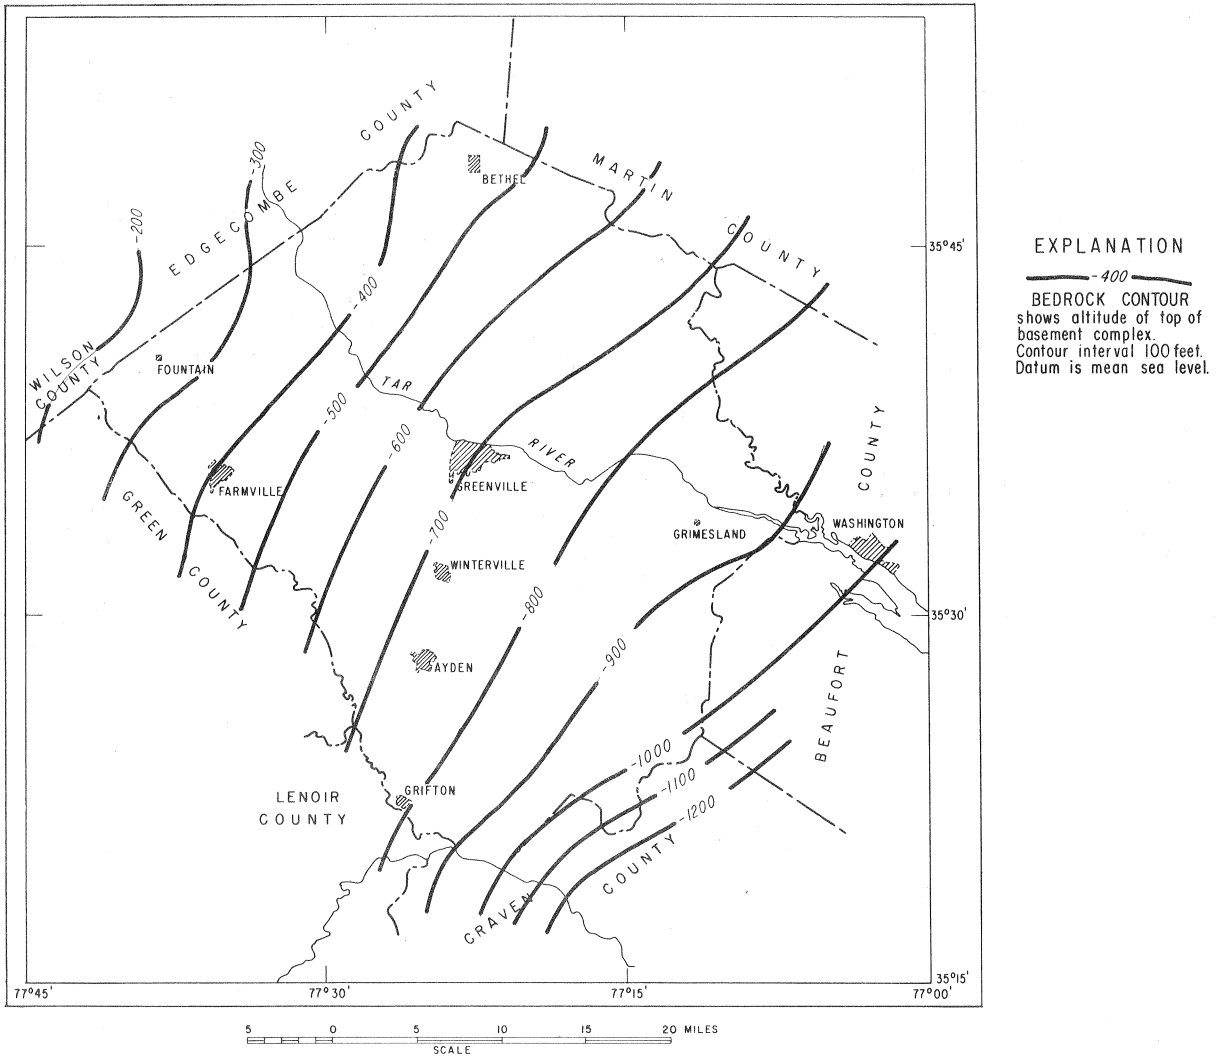 COUNTY
-300
MARTIN
BETHEL
EDGECOMBE
-200
COUNTY
35°45'
EXPLANATION
-400
BEDROCK CONTOUR
shows altitude of top of
basement complex.
Contour interval 100 feet.
Datum is mean sea level.
-400
WILSON
COUNTY
FOUNTAIN
TAR
-500
-600
RIVER
COUNTY
FARMVILLE
GREENVILLE
GREEN
-700
GRIMESLAND
WASHINGTON
WINTERVILLE
COUNTY
-800
35°30'
-900
AYDEN
BEAUFORT
-1000
-1100
-1200
GRIFTON
LENOIR
COUNTY
COUNTY
CRAVEN
35°15'
77°45'
77°30'
77°15'
77°00'
5 0 5 10 15 20 MILES
SCALE